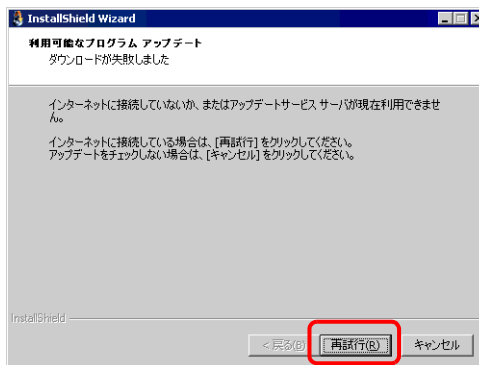 InstallShield Wizard
利用可能なプログラム アップデート
ダウンロードが失敗しました
インターネットに接続していないか、またはアップデートサービス サーバが現在利用できませ
ん。
インターネットに接続している場合は、[再試行] をクリックしてください。
アップデートをチェックしない場合は、[キャンセル] をクリックしてください。
InstallShield
< 戻る(B) 再試行(R) キャンセル